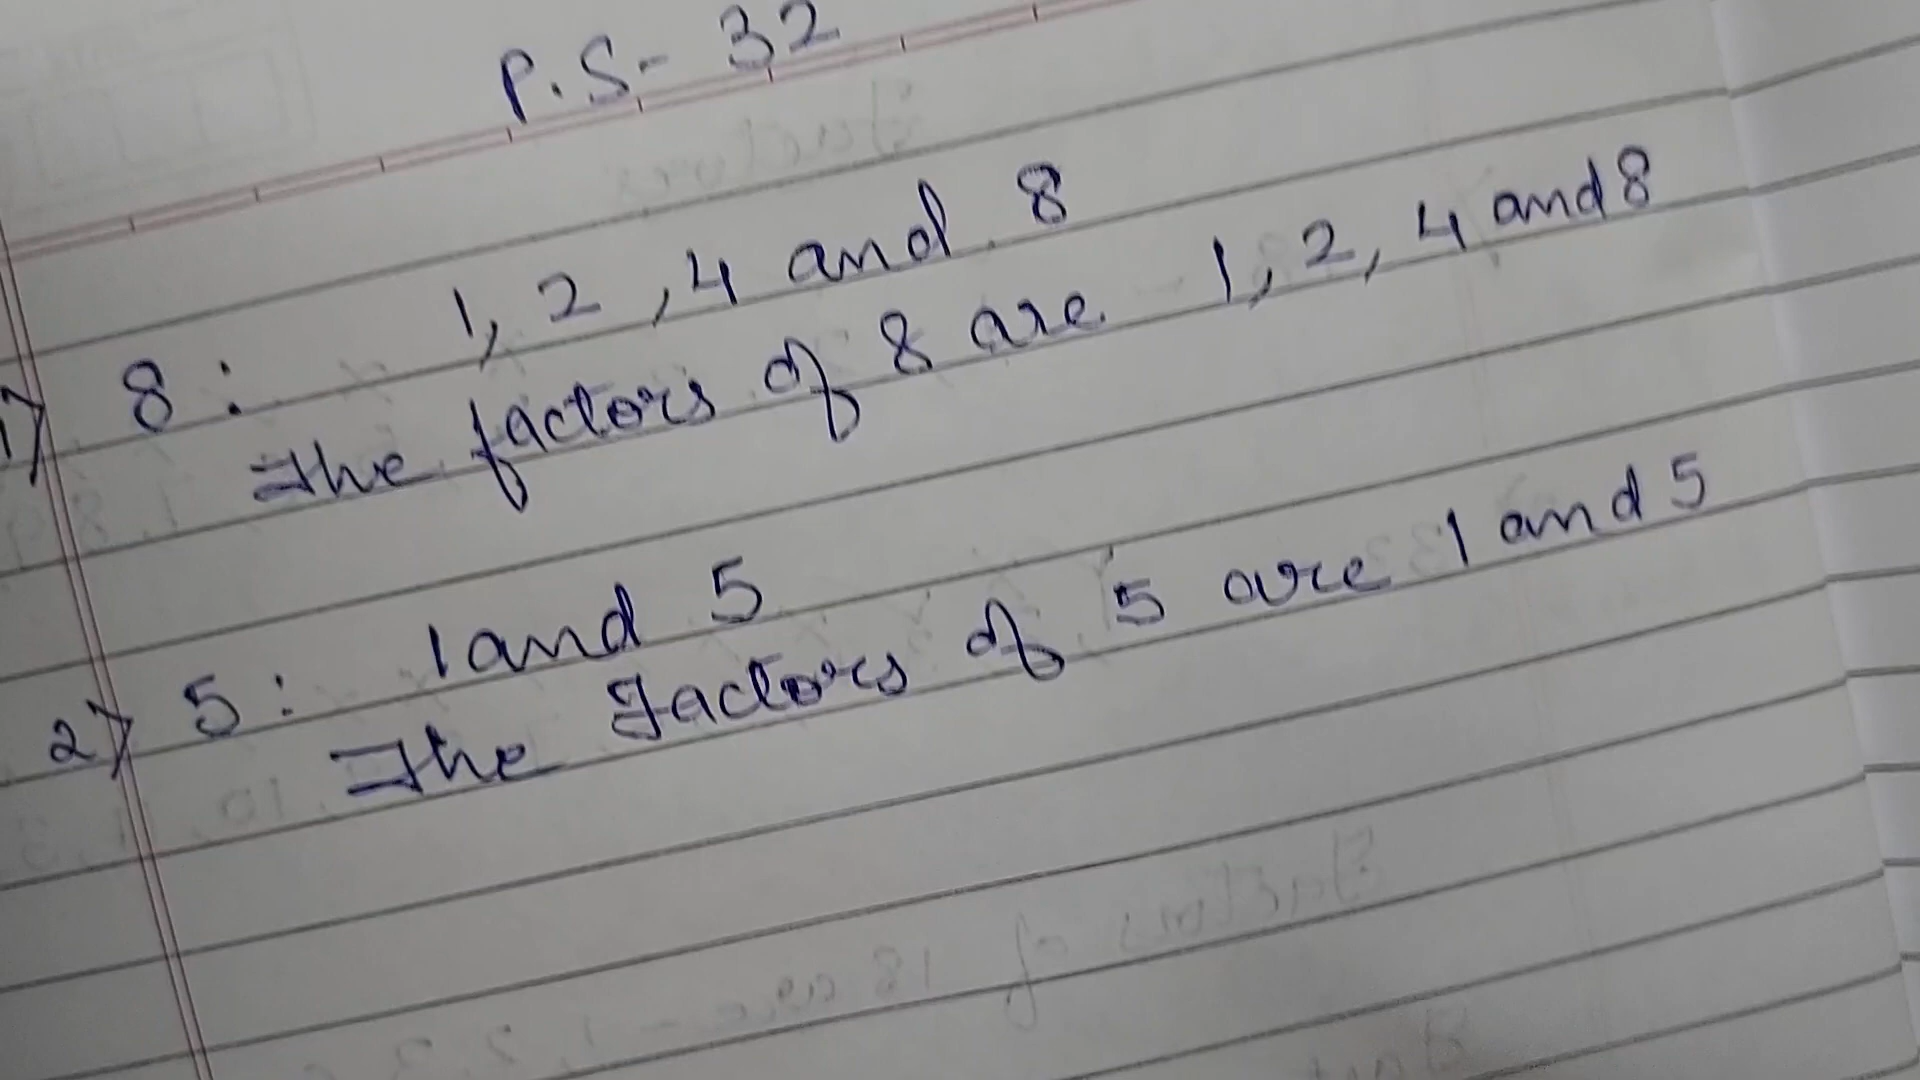 P.S- 32
1) 8: 1, 2, 4 and 8
The factors of 8 are 1, 2, 4 and 8
2) 5: 1 and 5
The Factors of 5 are 1 and 5